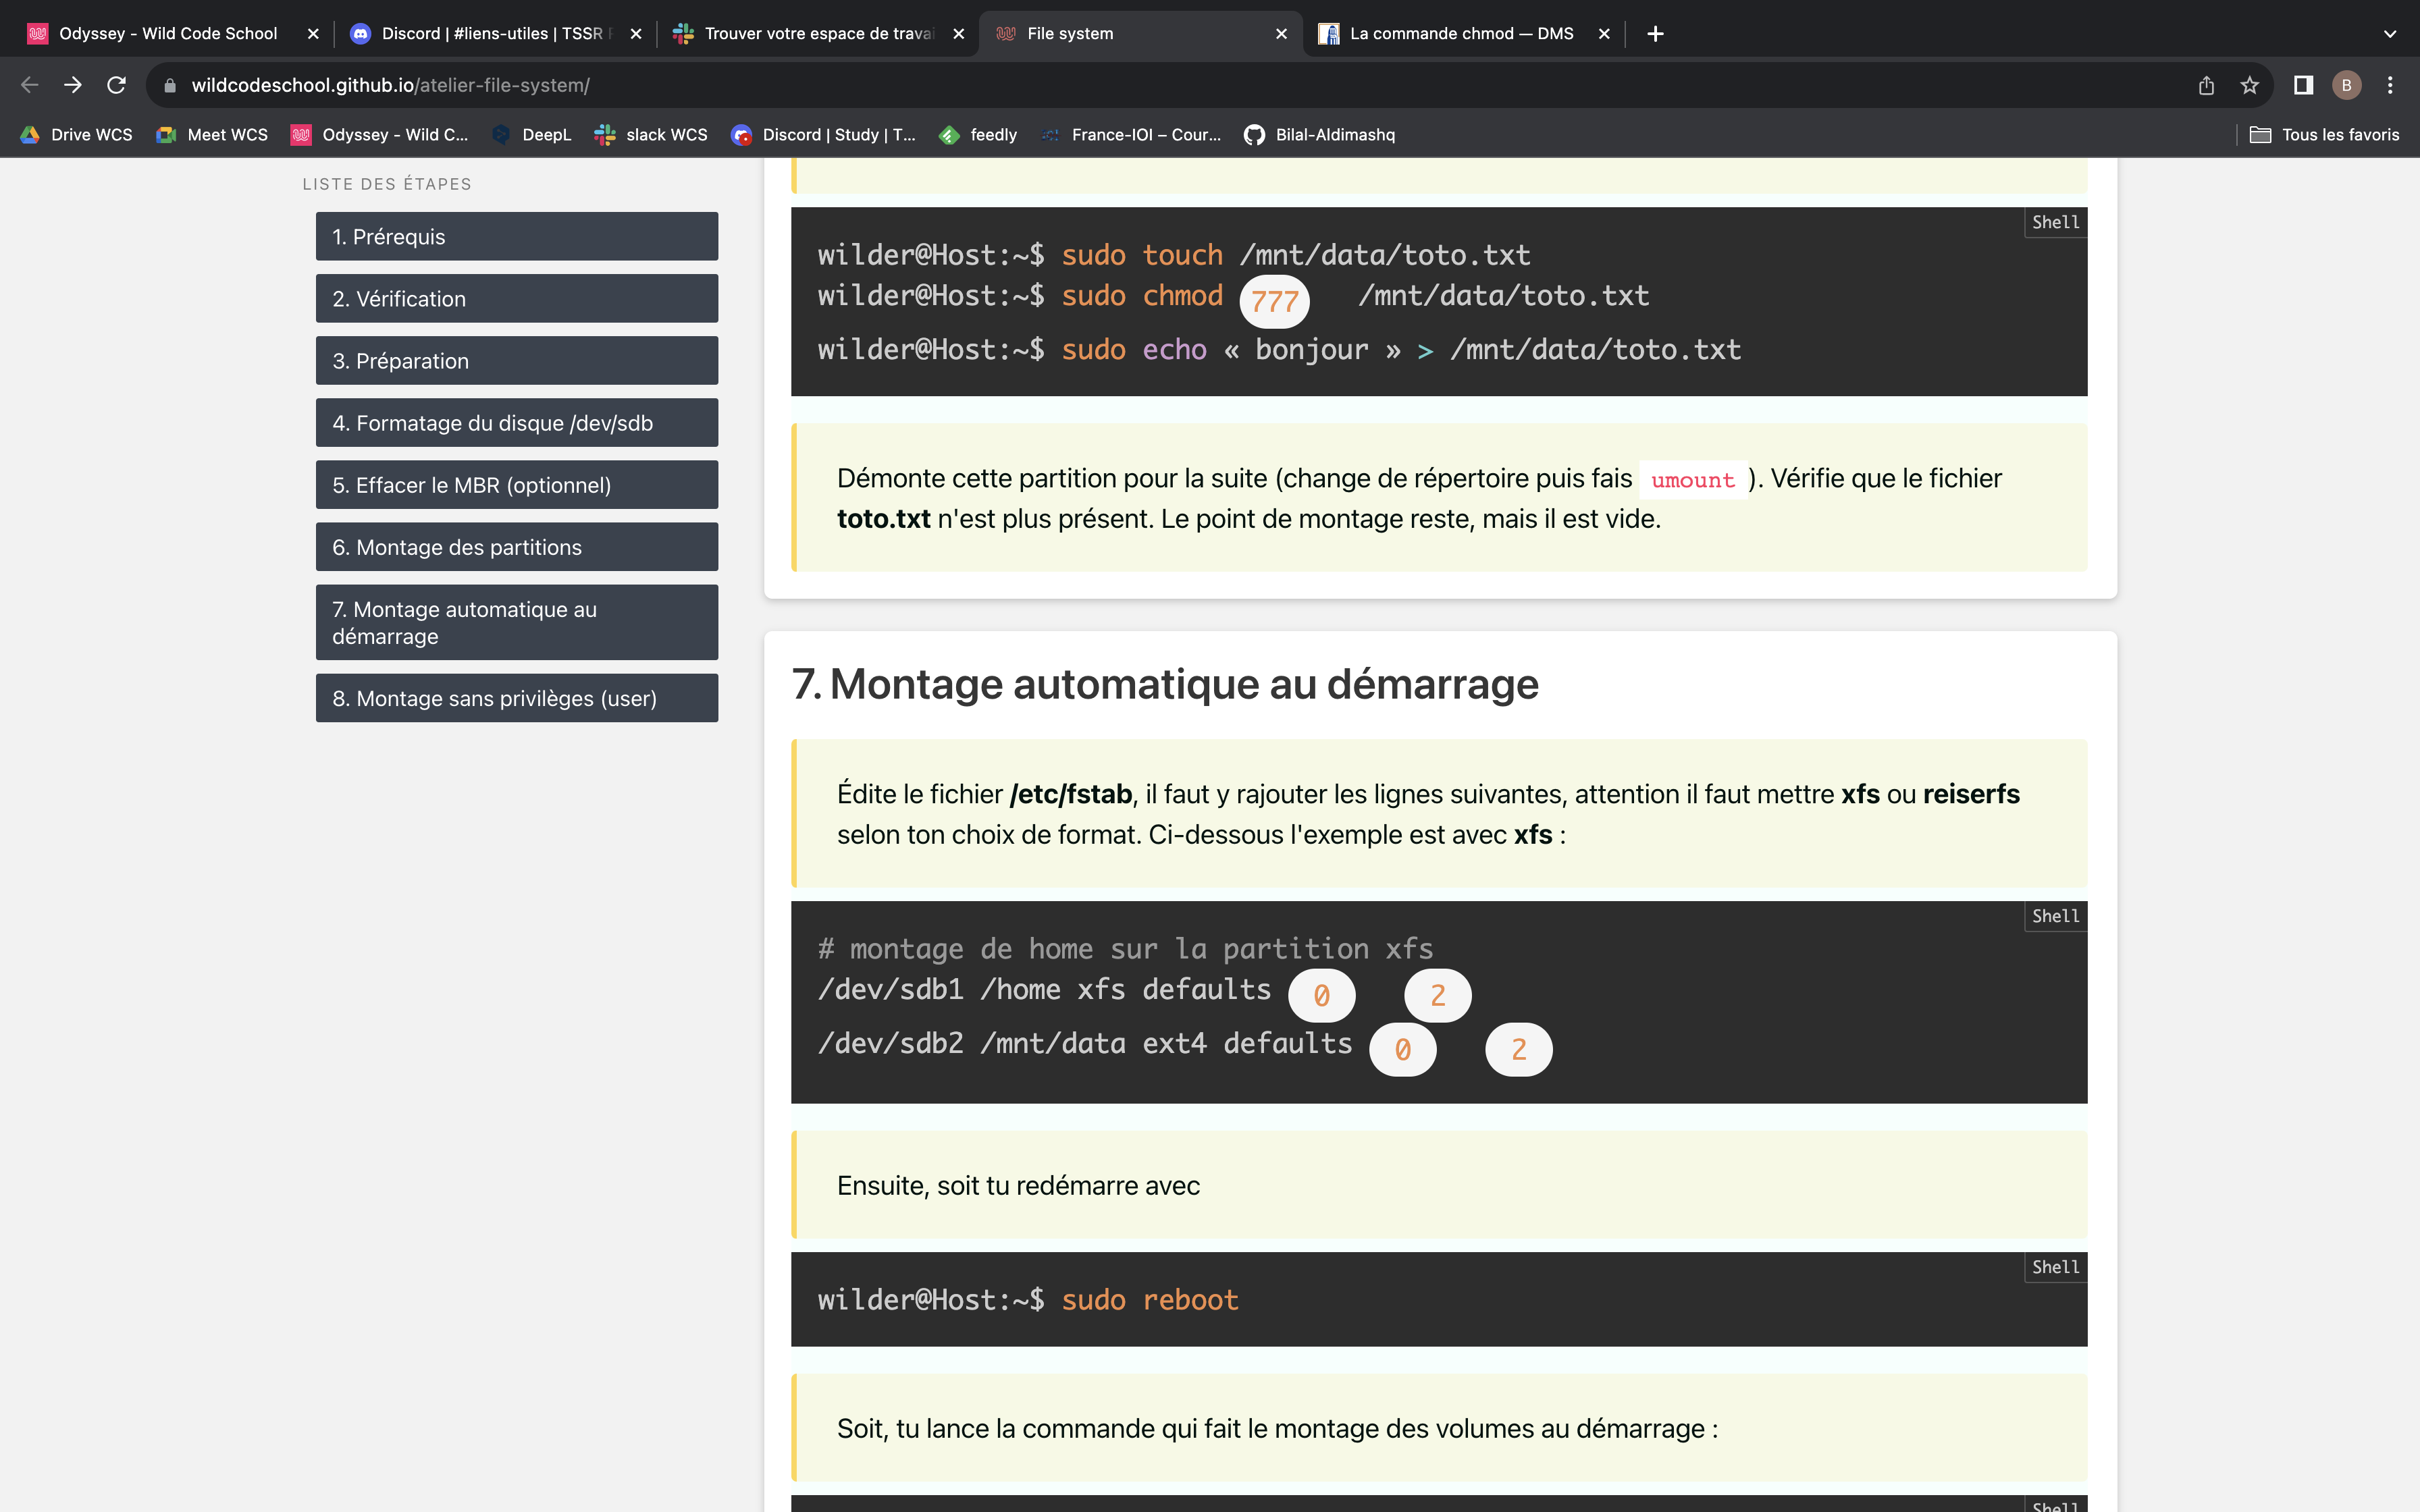 Odyssey - Wild Code School
Discord | #liens-utiles | TSSR
Trouver votre espace de travai
File system
La commande chmod — DMS
wildcodeschool.github.io/atelier-file-system/
B
Drive WCS
Meet WCS
Odyssey - Wild C...
DeepL
slack WCS
Discord | Study | T...
feedly
France-IOI – Cour...
Bilal-Aldimashq
Tous les favoris
LISTE DES ÉTAPES
1. Prérequis
2. Vérification
3. Préparation
4. Formatage du disque /dev/sdb
5. Effacer le MBR (optionnel)
6. Montage des partitions
7. Montage automatique au
démarrage
8. Montage sans privilèges (user)
Shell
wilder@Host:~$ sudo touch /mnt/data/toto.txt
wilder@Host:~$ sudo chmod 777 /mnt/data/toto.txt
wilder@Host:~$ sudo echo « bonjour » > /mnt/data/toto.txt
Démonte cette partition pour la suite (change de répertoire puis fais umount ). Vérifie que le fichier
toto.txt n'est plus présent. Le point de montage reste, mais il est vide.
7. Montage automatique au démarrage
Édite le fichier /etc/fstab, il faut y rajouter les lignes suivantes, attention il faut mettre xfs ou reiserfs
selon ton choix de format. Ci-dessous l'exemple est avec xfs :
Shell
# montage de home sur la partition xfs
/dev/sdb1 /home xfs defaults 0 2
/dev/sdb2 /mnt/data ext4 defaults 0 2
Ensuite, soit tu redémarre avec
Shell
wilder@Host:~$ sudo reboot
Soit, tu lance la commande qui fait le montage des volumes au démarrage :
Shell